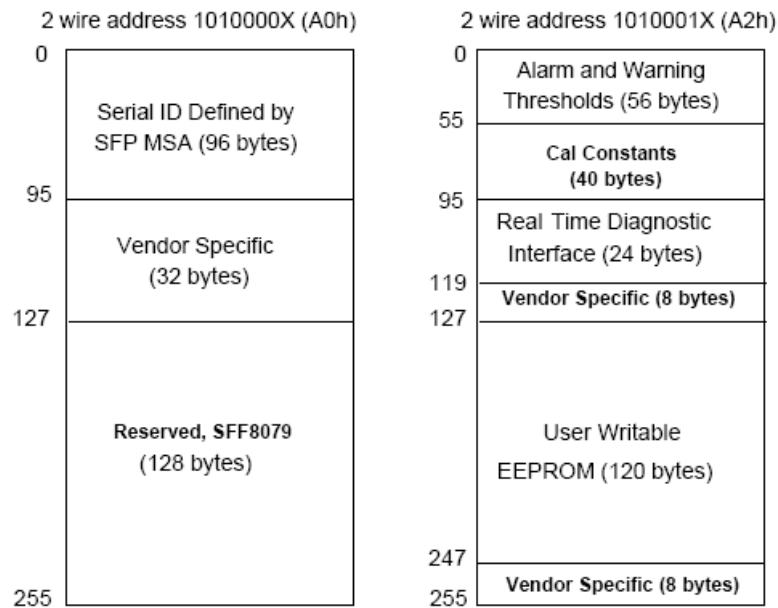 2 wire address 1010000X (A0h)
0
Serial ID Defined by
SFP MSA (96 bytes)
95
Vendor Specific
(32 bytes)
127
Reserved, SFF8079
(128 bytes)
255
2 wire address 1010001X (A2h)
0
Alarm and Warning
Thresholds (56 bytes)
55
Cal Constants
(40 bytes)
95
Real Time Diagnostic
Interface (24 bytes)
119
Vendor Specific (8 bytes)
127
User Writable
EEPROM (120 bytes)
247
Vendor Specific (8 bytes)
255